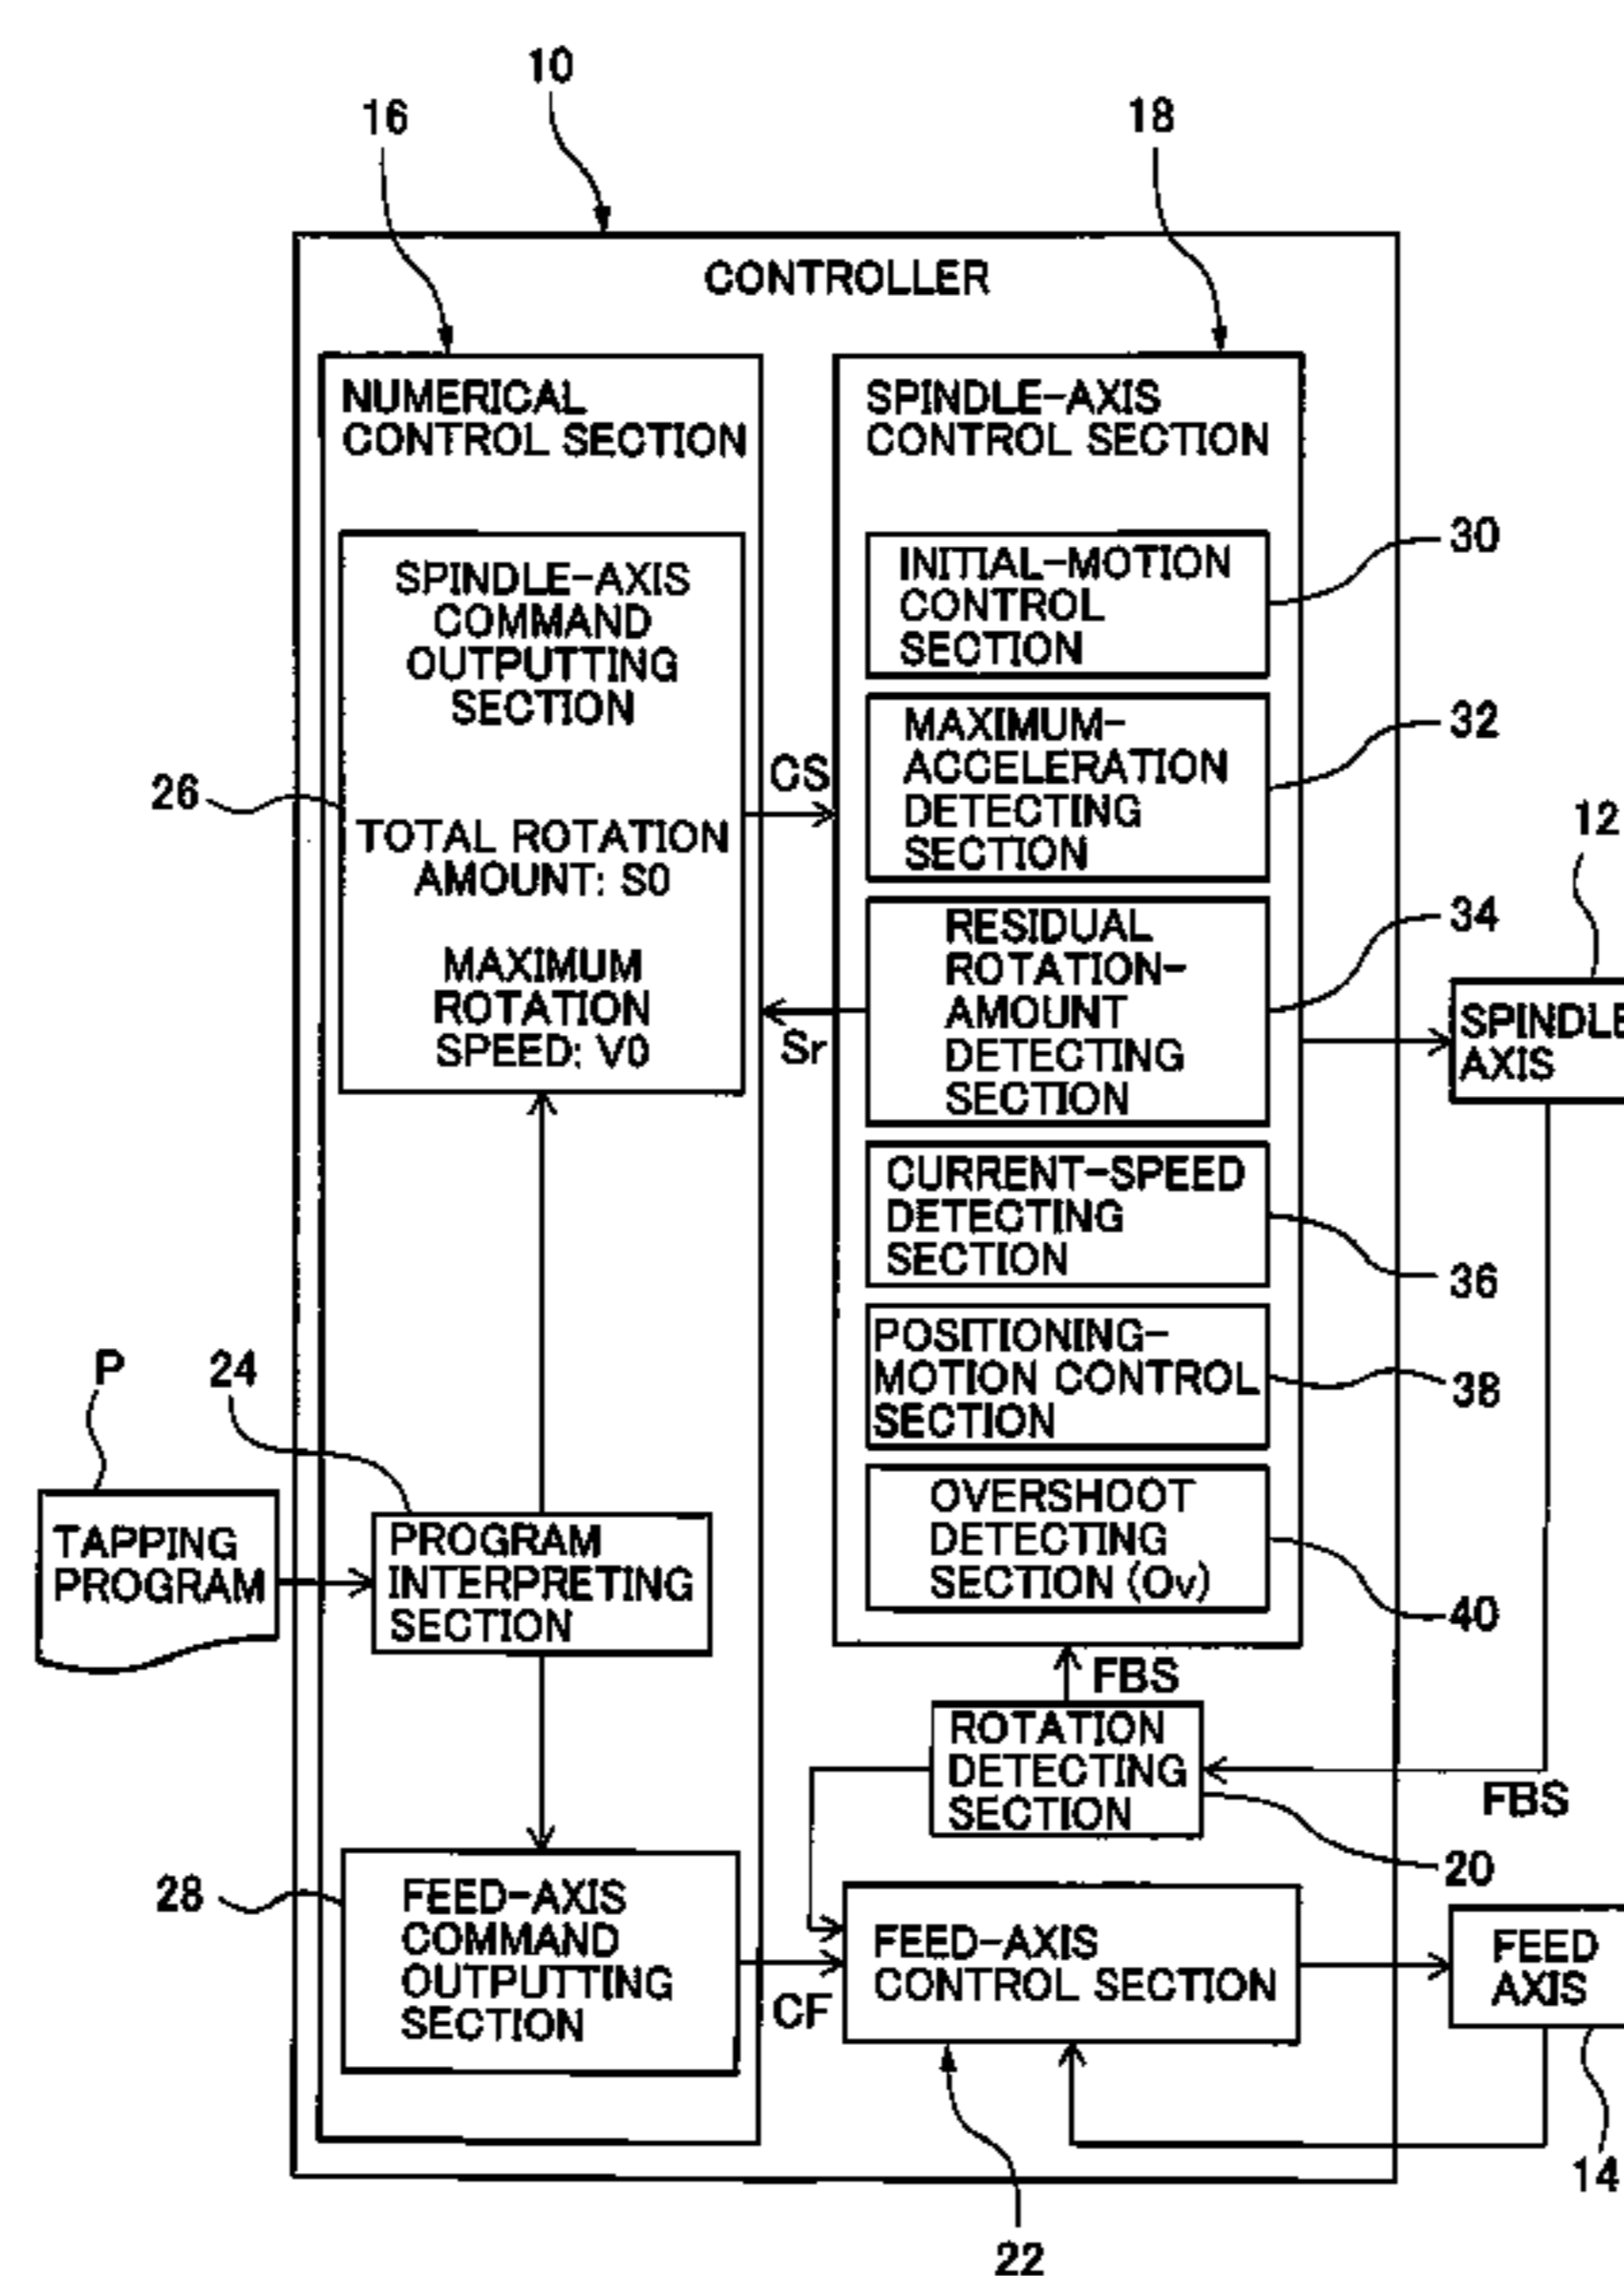 10
16
18
CONTROLLER
NUMERICAL
CONTROL SECTION
SPINDLE-AXIS
COMMAND
OUTPUTTING
SECTION
TOTAL ROTATION
AMOUNT: S0
MAXIMUM
ROTATION
SPEED: V0
26
CS
Sr
SPINDLE-AXIS
CONTROL SECTION
INITIAL-MOTION
CONTROL
SECTION
30
MAXIMUM-
ACCELERATION
DETECTING
SECTION
32
RESIDUAL
ROTATION-
AMOUNT
DETECTING
SECTION
34
CURRENT-SPEED
DETECTING
SECTION
36
POSITIONING-
MOTION CONTROL
SECTION
38
OVERSHOOT
DETECTING
SECTION (Ov)
40
12
SPINDLE
AXIS
P
TAPPING
PROGRAM
24
PROGRAM
INTERPRETING
SECTION
FBS
ROTATION
DETECTING
SECTION
FBS
20
28
FEED-AXIS
COMMAND
OUTPUTTING
SECTION
CF
FEED-AXIS
CONTROL SECTION
22
FEED
AXIS
14